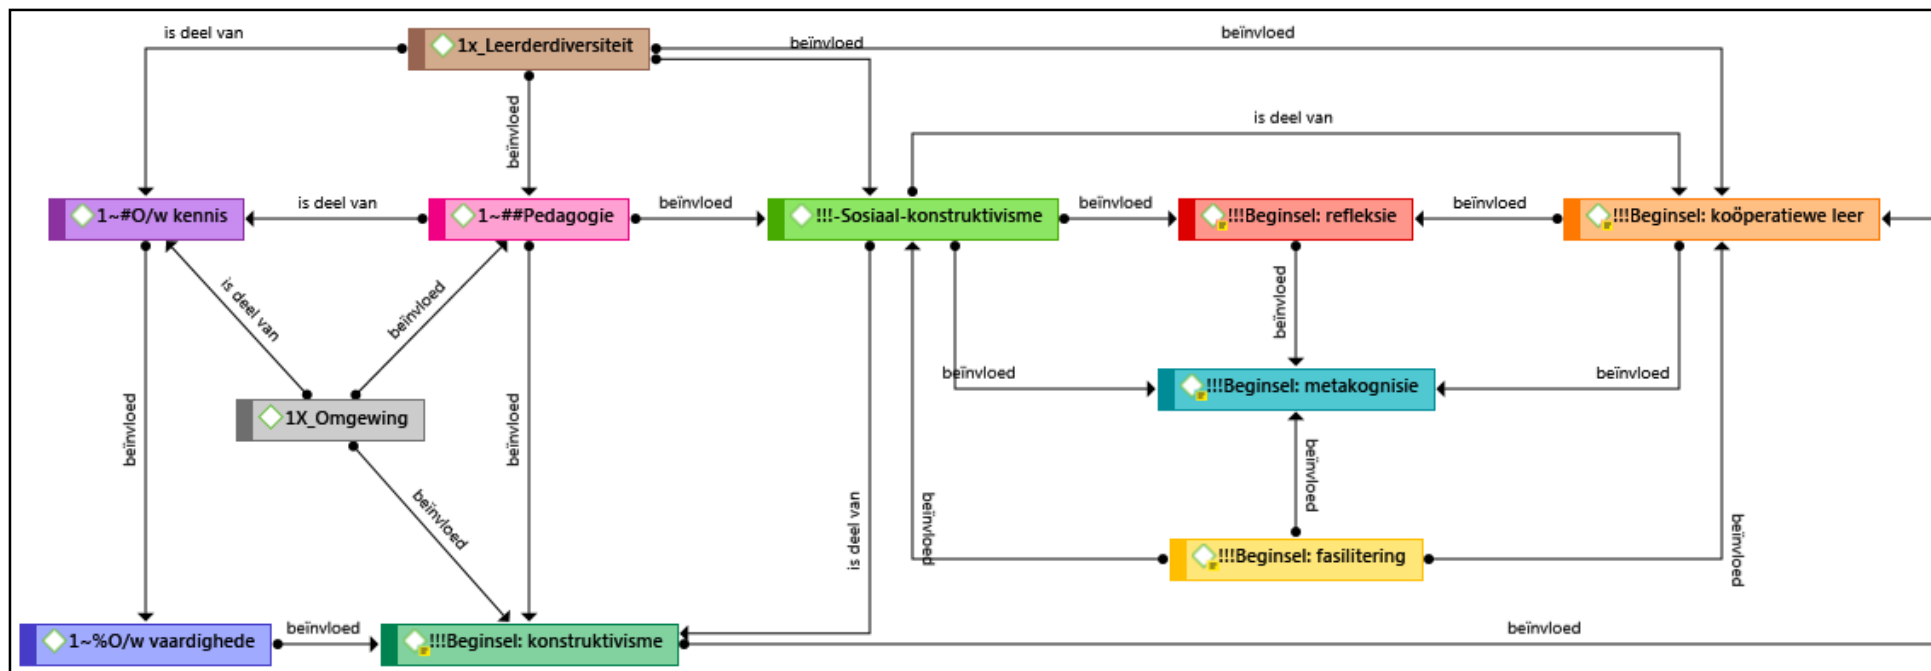 is deel van
1x_Leerderdiversiteit
beïnvloed
beïnvloed
beïnvloed
is deel van
1~#O/w kennis
is deel van
1~##Pedagogie
beïnvloed
!!!-Sosiaal-konstruktivisme
beïnvloed
!!!Beginsel: refleksie
beïnvloed
!!!Beginsel: koöperatiewe leer
is deel van
beïnvloed
beïnvloed
beïnvloed
!!!Beginsel: metakognisie
beïnvloed
beïnvloed
1X_Omgewing
beïnvloed
beïnvloed
beïnvloed
beïnvloed
is deel van
beïnvloed
!!!Beginsel: fasilitering
beïnvloed
1~%O/w vaardighede
beïnvloed
!!!Beginsel: konstruktivisme
beïnvloed